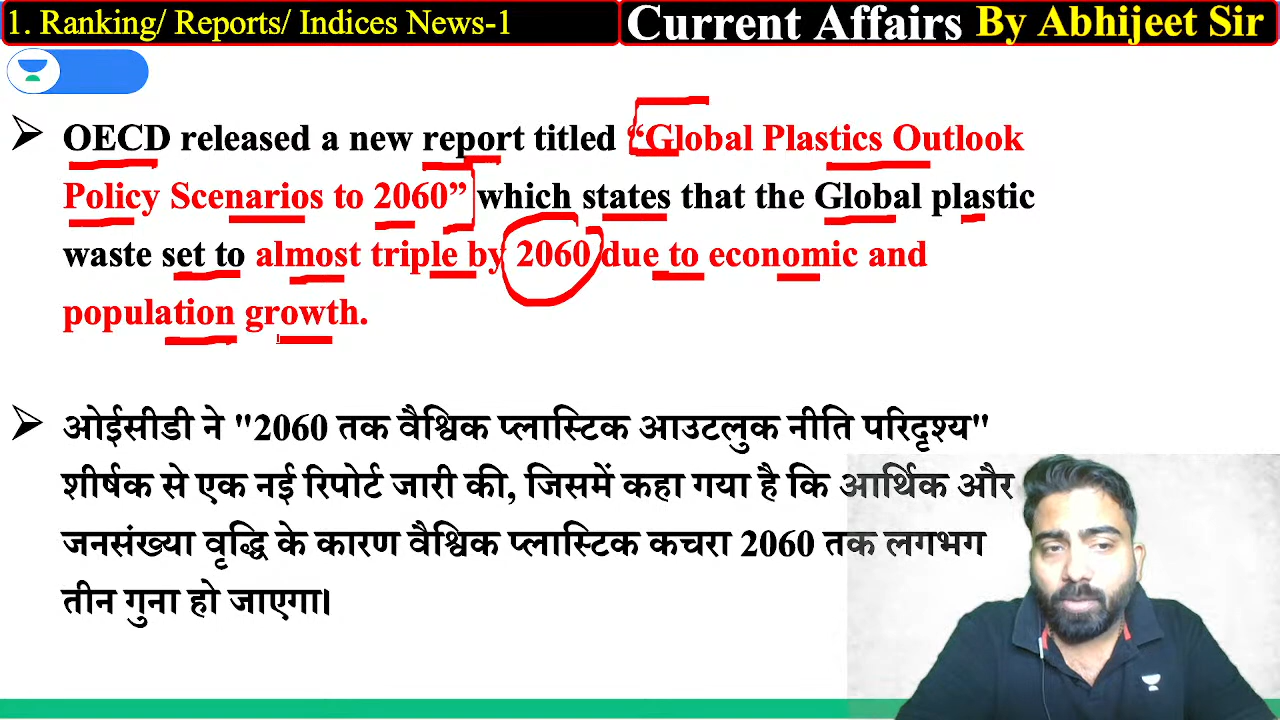 1. Ranking/ Reports/ Indices News-1
Current Affairs By Abhijeet Sir
OECD released a new report titled “Global Plastics Outlook
Policy Scenarios to 2060” which states that the Global plastic
waste set to almost triple by 2060 due to economic and
population growth.
ओईसीडी ने "2060 तक वैश्विक प्लास्टिक आउटलुक नीति परिदृश्य"
शीर्षक से एक नई रिपोर्ट जारी की, जिसमें कहा गया है कि आर्थिक और
जनसंख्या वृद्धि के कारण वैश्विक प्लास्टिक कचरा 2060 तक लगभग
तीन गुना हो जाएगा।